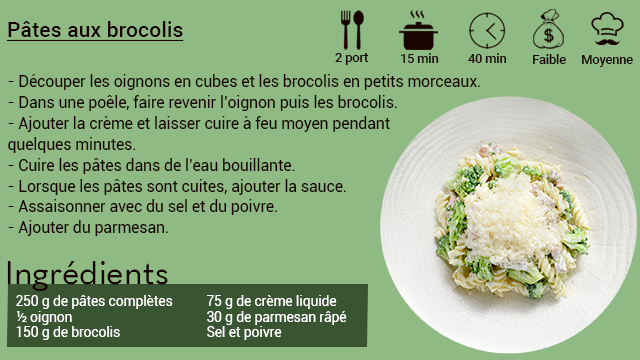 Pâtes aux brocolis
2 port
15 min
40 min
Faible
Moyenne
- Découper les oignons en cubes et les brocolis en petits morceaux.
- Dans une poêle, faire revenir l'oignon puis les brocolis.
- Ajouter la crème et laisser cuire à feu moyen pendant
quelques minutes.
- Cuire les pâtes dans de l'eau bouillante.
- Lorsque les pâtes sont cuites, ajouter la sauce.
- Assaisonner avec du sel et du poivre.
- Ajouter du parmesan.
Ingrédients
250 g de pâtes complètes
½ oignon
150 g de brocolis
75 g de crème liquide
30 g de parmesan râpé
Sel et poivre